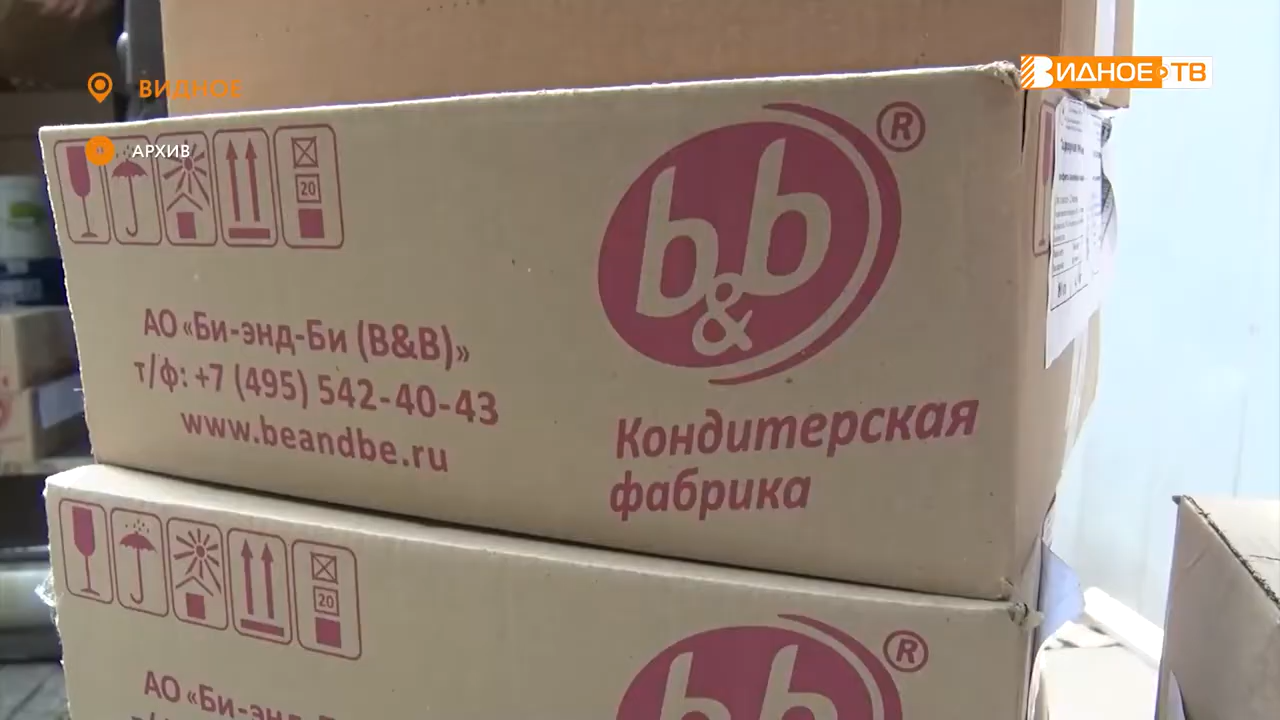 ВИДНОЕ
ВИДНОЕ ТВ
АРХИВ
20
b&b
®
АО «Би-энд-Би (B&B)»
т/ф: +7 (495) 542-40-43
www.beandbe.ru
Кондитерская
фабрика
20
b&b
®
АО «Би-энд-